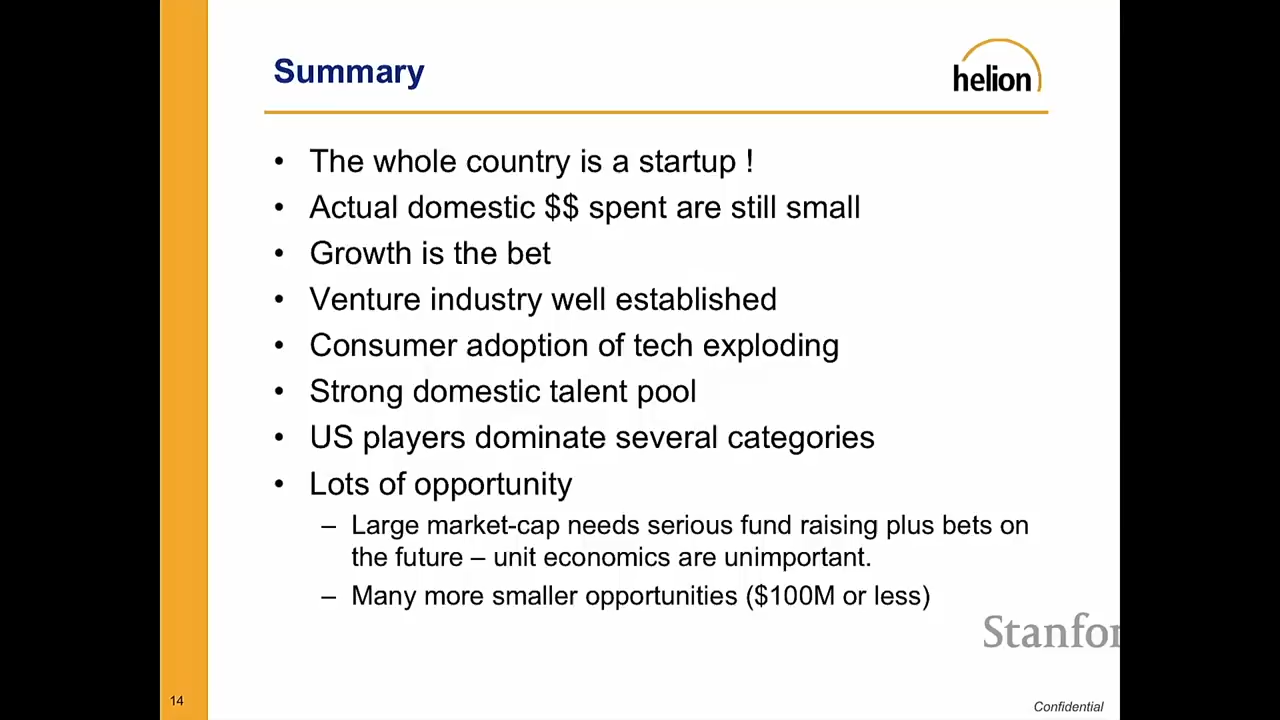 Summary
helion
• The whole country is a startup !
• Actual domestic $$ spent are still small
• Growth is the bet
• Venture industry well established
• Consumer adoption of tech exploding
• Strong domestic talent pool
• US players dominate several categories
• Lots of opportunity
– Large market-cap needs serious fund raising plus bets on
the future – unit economics are unimportant.
– Many more smaller opportunities ($100M or less)
Stanfor
14
Confidential